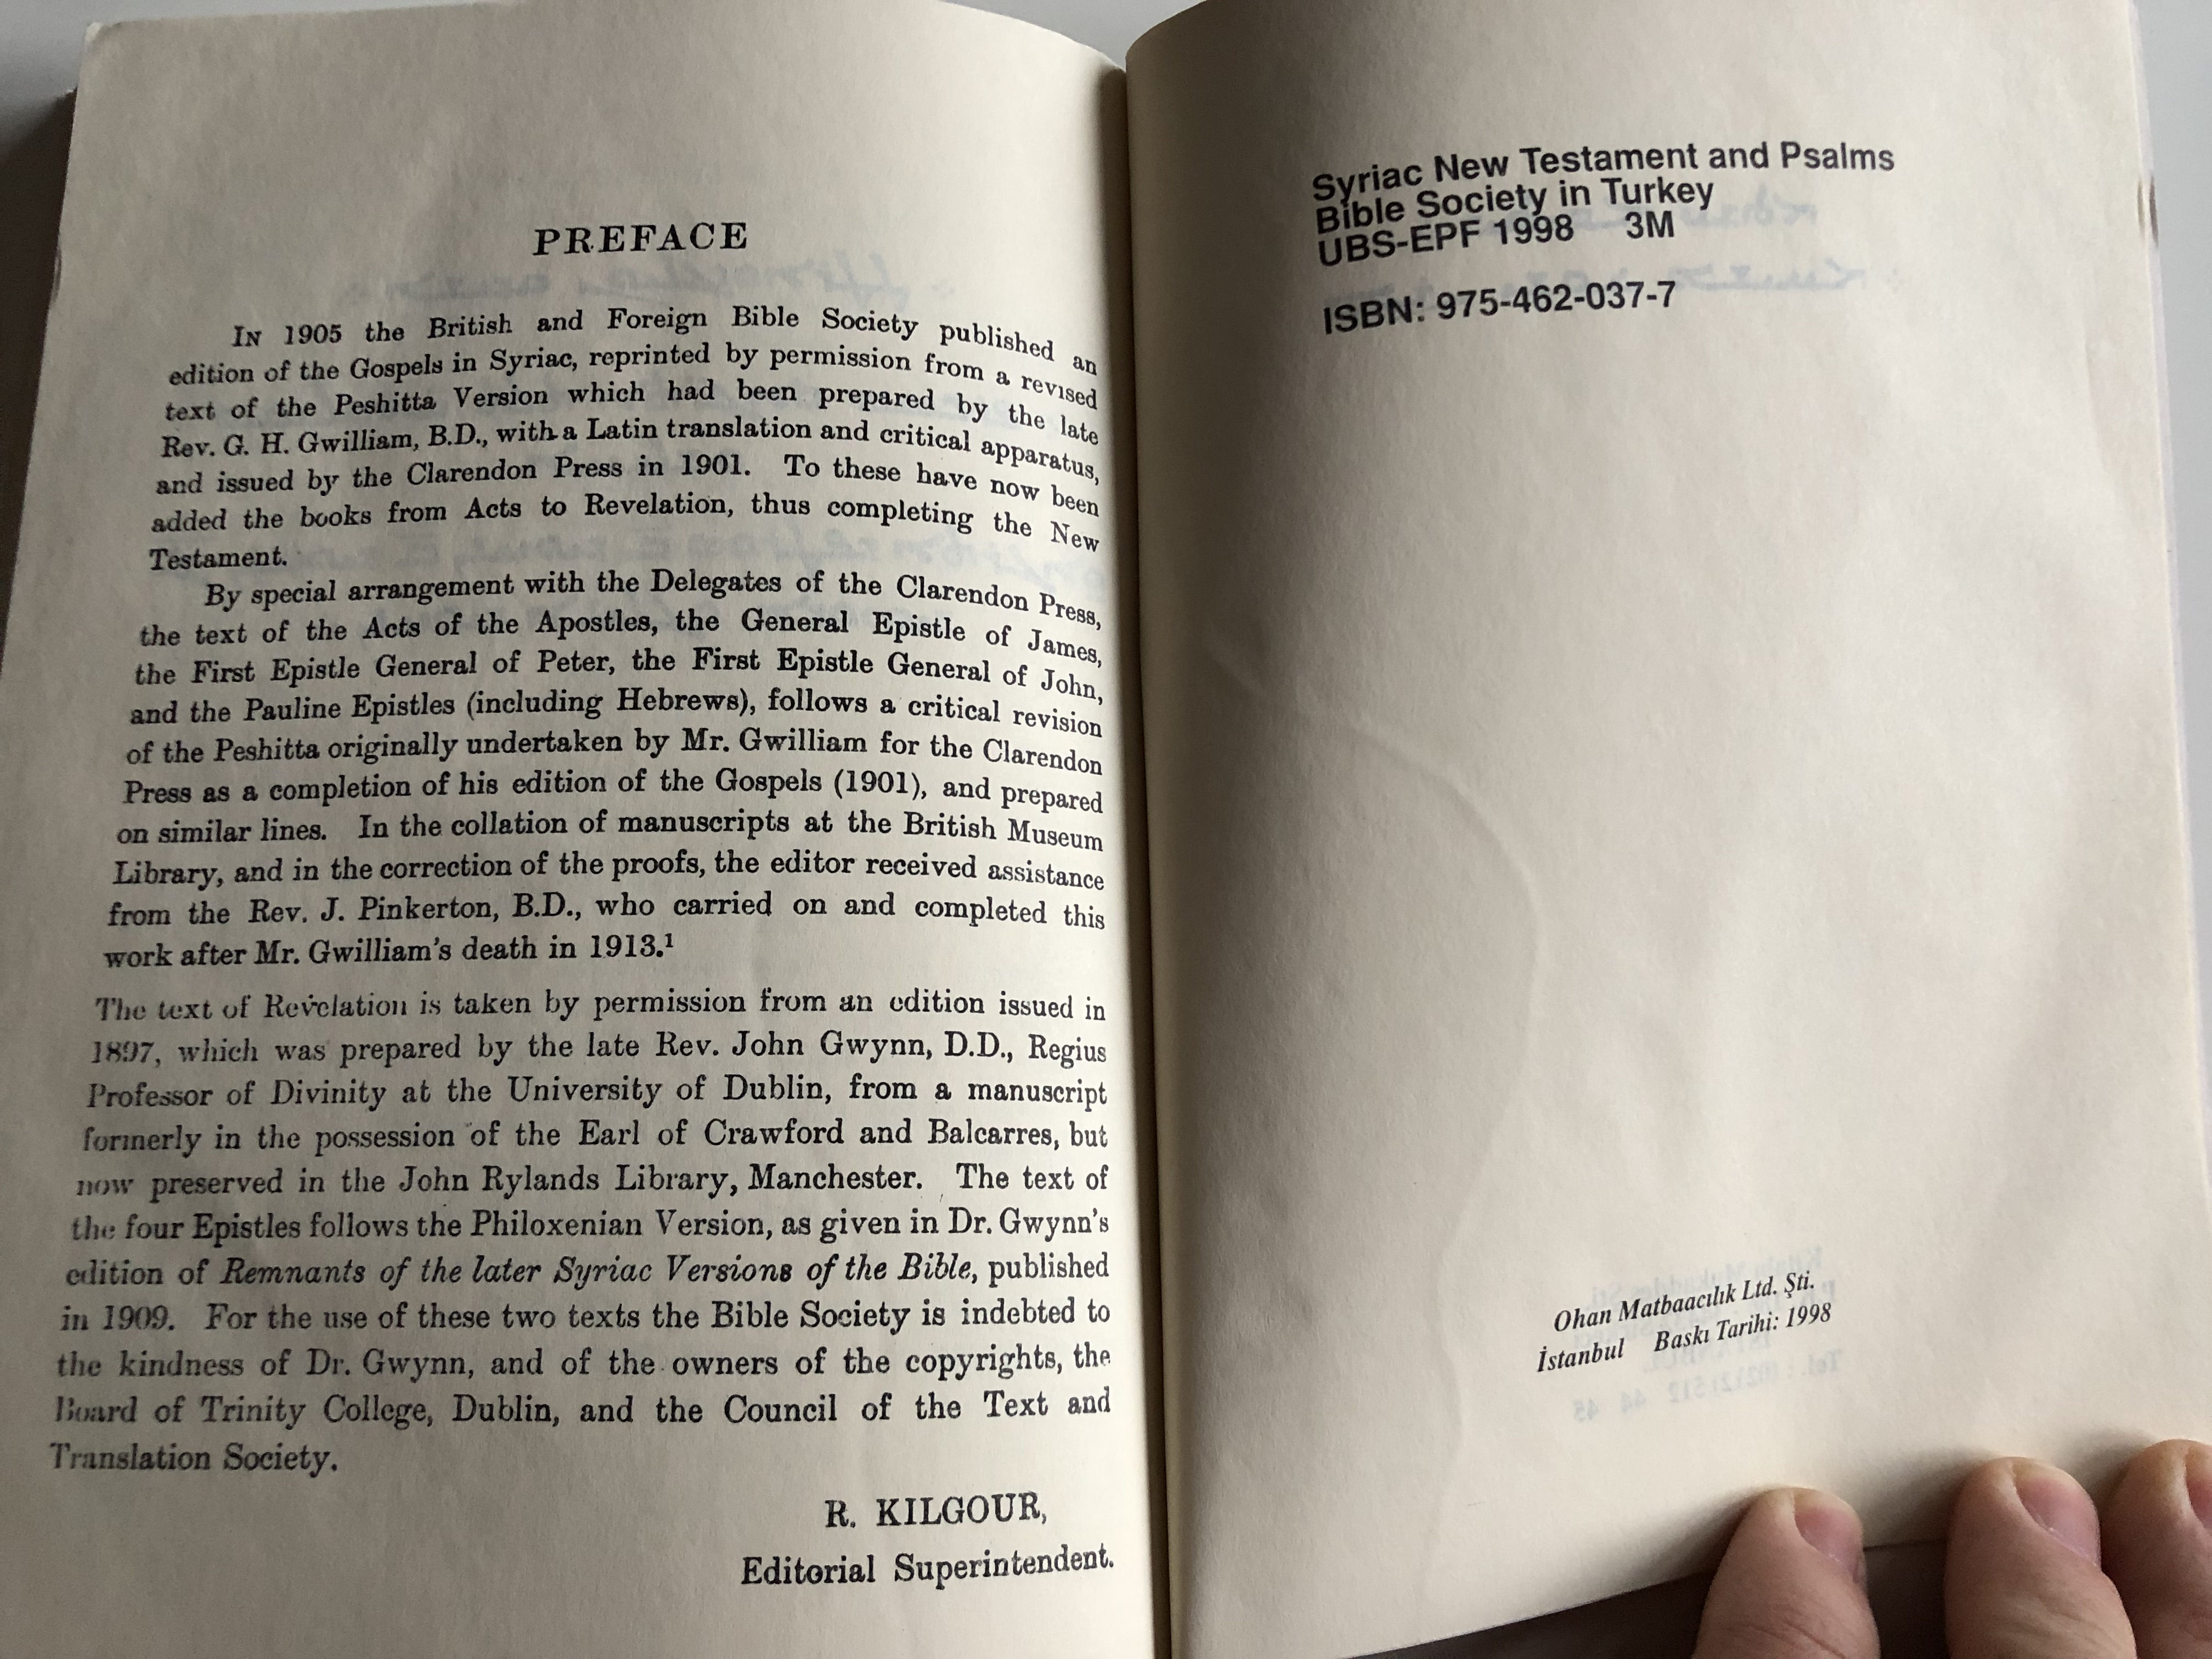 PREFACE
IN 1905 the British and Foreign Bible Society published an
edition of the Gospels in Syriac, reprinted by permission from a revised
text of the Peshitta Version which had been prepared by the late
Rev. G. H. Gwilliam, B.D., with a Latin translation and critical apparatus,
and issued by the Clarendon Press in 1901. To these have now been
added the books from Acts to Revelation, thus completing the New
Testament.
By special arrangement with the Delegates of the Clarendon Press,
the text of the Acts of the Apostles, the General Epistle of James,
the First Epistle General of Peter, the First Epistle General of John,
and the Pauline Epistles (including Hebrews), follows a critical revision
of the Peshitta originally undertaken by Mr. Gwilliam for the Clarendon
Press as a completion of his edition of the Gospels (1901), and prepared
on similar lines. In the collation of manuscripts at the British Museum
Library, and in the correction of the proofs, the editor received assistance
from the Rev. J. Pinkerton, B.D., who carried on and completed this
work after Mr. Gwilliam's death in 1913.¹
The text of Revelation is taken by permission from an edition issued in
1897, which was prepared by the late Rev. John Gwynn, D.D., Regius
Professor of Divinity at the University of Dublin, from a manuscript
formerly in the possession of the Earl of Crawford and Balcarres, but
now preserved in the John Rylands Library, Manchester. The text of
the four Epistles follows the Philoxenian Version, as given in Dr. Gwynn's
edition of Remnants of the later Syriac Versions of the Bible, published
in 1909. For the use of these two texts the Bible Society is indebted to
the kindness of Dr. Gwynn, and of the owners of the copyrights, the
Board of Trinity College, Dublin, and the Council of the Text and
Translation Society.
R. KILGOUR,
Editorial Superintendent.
Syriac New Testament and Psalms
Bible Society in Turkey
UBS-EPF 1998 3M
ISBN: 975-462-037-7
Ohan Matbaacılık Ltd. Şti.
İstanbul Baskı Tarihi: 1998